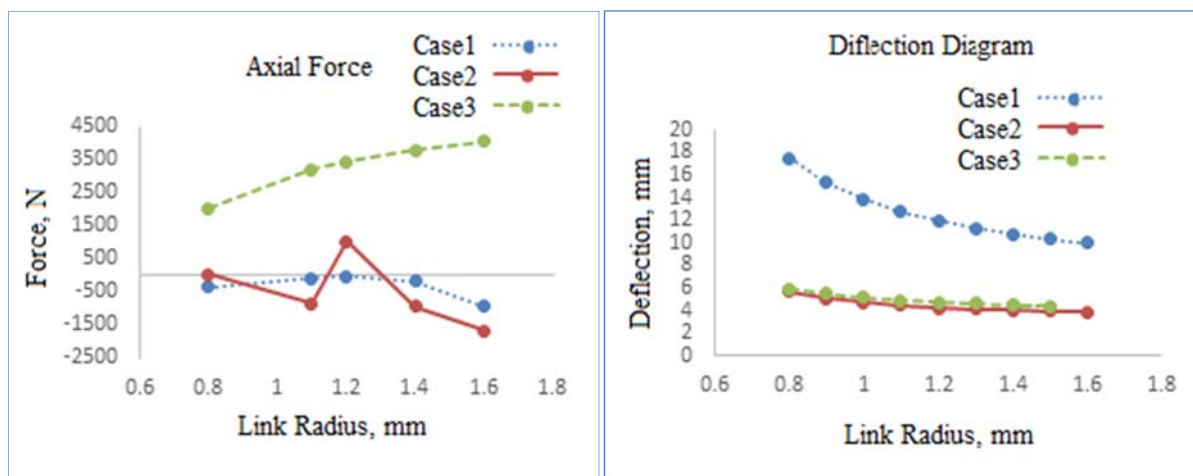 Axial Force
Case1
Case2
Case3
4500
3500
2500
1500
500
-500
-1500
-2500
Force, N
0.6 0.8 1 1.2 1.4 1.6 1.8
Link Radius, mm
Diflection Diagram
Case1
Case2
Case3
20
18
16
14
12
10
8
6
4
2
0
Deflection, mm
0.6 0.8 1 1.2 1.4 1.6 1.8
Link Radius, mm